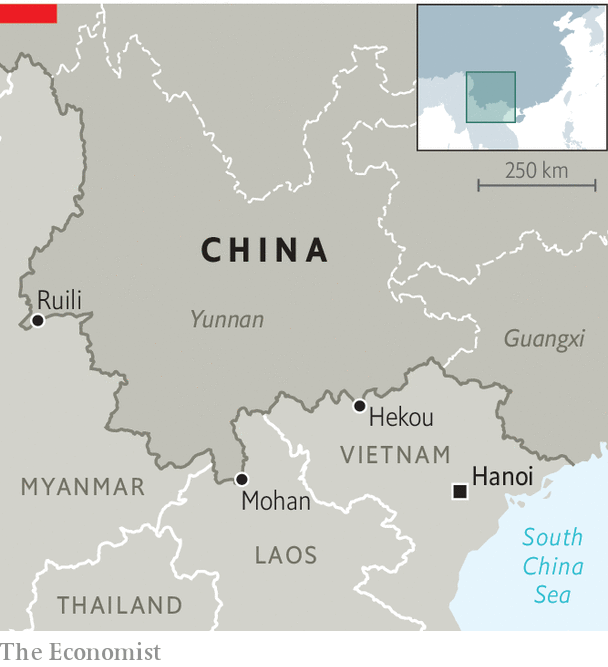 250 km
CHINA
Ruili
Yunnan
Guangxi
Hekou
VIETNAM
Hanoi
MYANMAR
Mohan
South
China
Sea
LAOS
THAILAND
The Economist